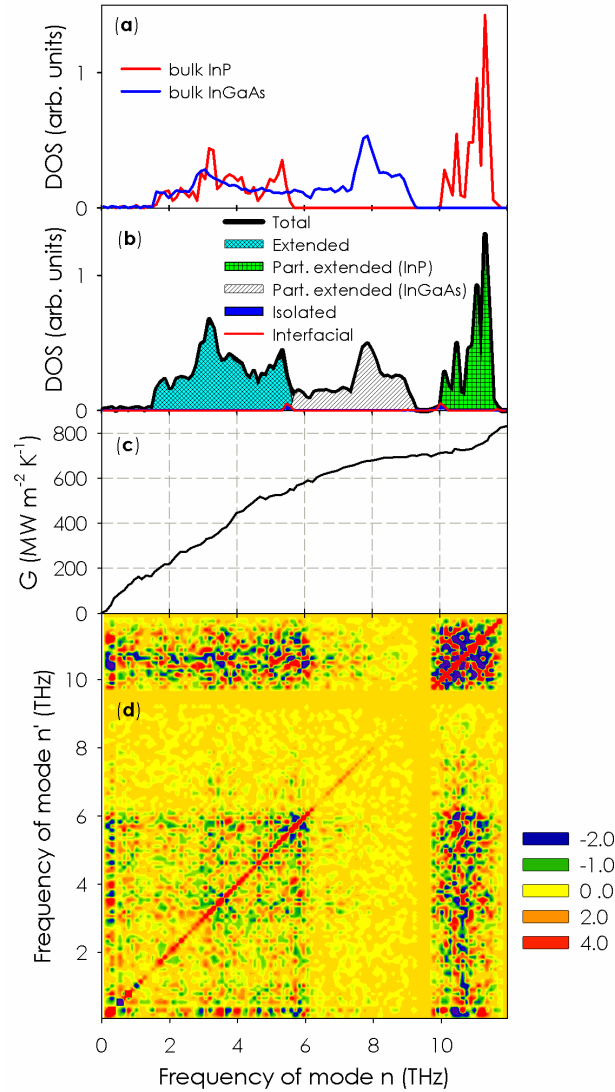 (a)
bulk InP
bulk InGaAs
DOS (arb. units)
1
0
(b)
Total
Extended
Part. extended (InP)
Part. extended (InGaAs)
Isolated
Interfacial
DOS (arb. units)
1
0
(c)
G (MW m-2 K-1)
800
600
400
200
0
(d)
Frequency of mode n' (THz)
10
8
6
4
2
-2.0
-1.0
0 .0
2.0
4.0
0 2 4 6 8 10
Frequency of mode n (THz)